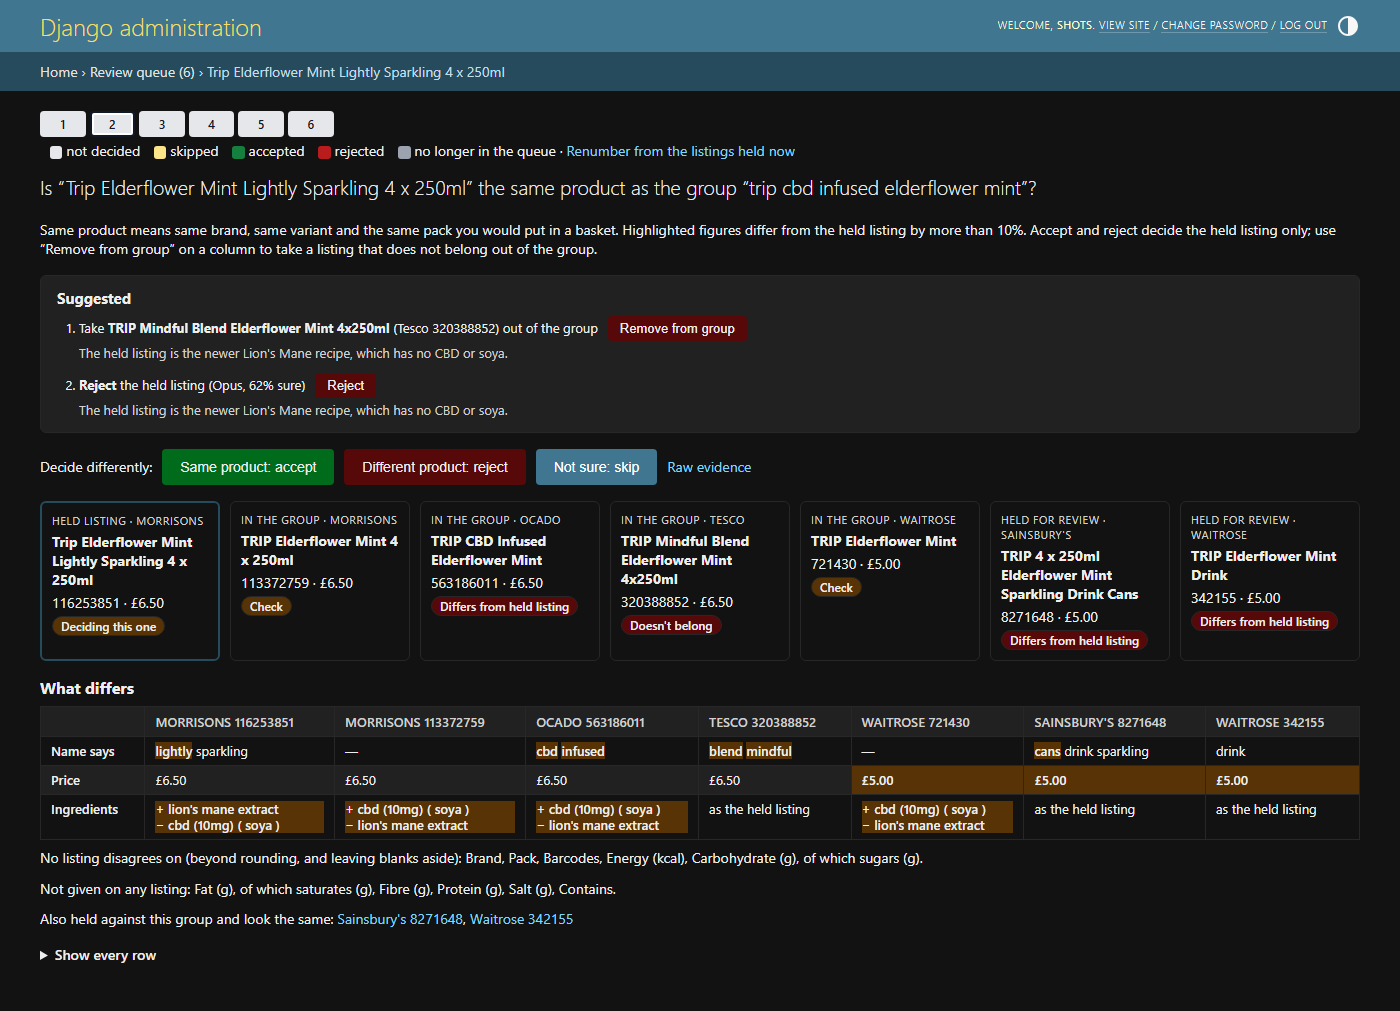 Django administration
WELCOME, SHOTS. VIEW SITE / CHANGE PASSWORD / LOG OUT
Home › Review queue (6) › Trip Elderflower Mint Lightly Sparkling 4 x 250ml
1 2 3 4 5 6
not decided skipped accepted rejected no longer in the queue · Renumber from the listings held now
Is “Trip Elderflower Mint Lightly Sparkling 4 x 250ml” the same product as the group “trip cbd infused elderflower mint”?
Same product means same brand, same variant and the same pack you would put in a basket. Highlighted figures differ from the held listing by more than 10%. Accept and reject decide the held listing only; use
“Remove from group” on a column to take a listing that does not belong out of the group.
Suggested
1. Take TRIP Mindful Blend Elderflower Mint 4x250ml (Tesco 320388852) out of the group Remove from group
The held listing is the newer Lion's Mane recipe, which has no CBD or soya.
2. Reject the held listing (Opus, 62% sure) Reject
The held listing is the newer Lion's Mane recipe, which has no CBD or soya.
Decide differently: Same product: accept Different product: reject Not sure: skip Raw evidence
HELD LISTING · MORRISONS
Trip Elderflower Mint
Lightly Sparkling 4 x
250ml
116253851 · £6.50
Deciding this one
IN THE GROUP · MORRISONS
TRIP Elderflower Mint 4
x 250ml
113372759 · £6.50
Check
IN THE GROUP · OCADO
TRIP CBD Infused
Elderflower Mint
563186011 · £6.50
Differs from held listing
IN THE GROUP · TESCO
TRIP Mindful Blend
Elderflower Mint
4x250ml
320388852 · £6.50
Doesn't belong
IN THE GROUP · WAITROSE
TRIP Elderflower Mint
721430 · £5.00
Check
HELD FOR REVIEW ·
SAINSBURY'S
TRIP 4 x 250ml
Elderflower Mint
Sparkling Drink Cans
8271648 · £5.00
Differs from held listing
HELD FOR REVIEW ·
WAITROSE
TRIP Elderflower Mint
Drink
342155 · £5.00
Differs from held listing
What differs
MORRISONS 116253851 MORRISONS 113372759 OCADO 563186011 TESCO 320388852 WAITROSE 721430 SAINSBURY'S 8271648 WAITROSE 342155
Name says lightly sparkling — cbd infused blend mindful — cans drink sparkling drink
Price £6.50 £6.50 £6.50 £6.50 £5.00 £5.00 £5.00
Ingredients + lion's mane extract + cbd (10mg) ( soya ) + cbd (10mg) ( soya ) as the held listing + cbd (10mg) ( soya ) as the held listing as the held listing
− cbd (10mg) ( soya ) − lion's mane extract − lion's mane extract − lion's mane extract
No listing disagrees on (beyond rounding, and leaving blanks aside): Brand, Pack, Barcodes, Energy (kcal), Carbohydrate (g), of which sugars (g).
Not given on any listing: Fat (g), of which saturates (g), Fibre (g), Protein (g), Salt (g), Contains.
Also held against this group and look the same: Sainsbury's 8271648, Waitrose 342155
▶ Show every row